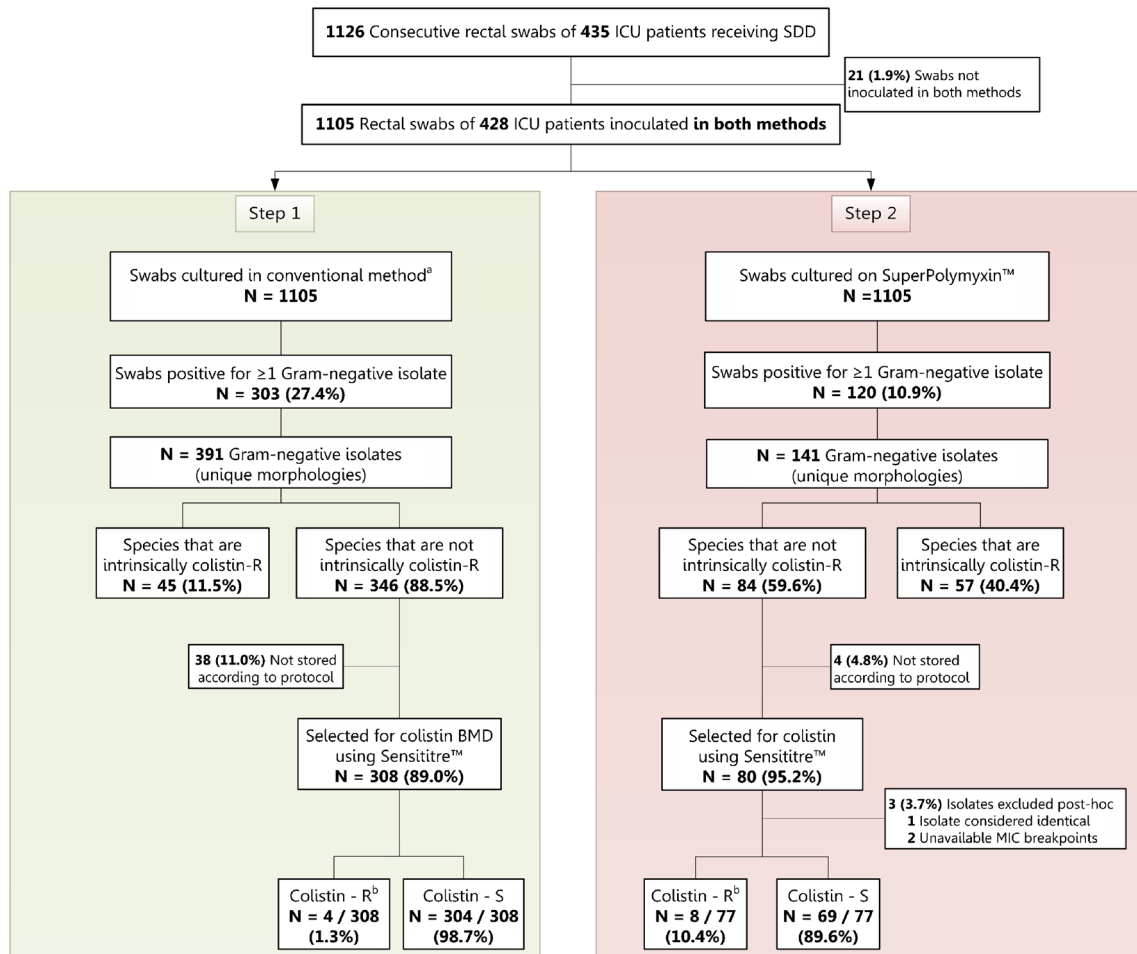 1126 Consecutive rectal swabs of 435 ICU patients receiving SDD
21 (1.9%) Swabs not
inoculated in both methods
1105 Rectal swabs of 428 ICU patients inoculated in both methods
Step 1
Swabs cultured in conventional methodᵃ
N = 1105
Swabs positive for ≥1 Gram-negative isolate
N = 303 (27.4%)
N = 391 Gram-negative isolates
(unique morphologies)
Species that are
intrinsically colistin-R
N = 45 (11.5%)
Species that are not
intrinsically colistin-R
N = 346 (88.5%)
38 (11.0%) Not stored
according to protocol
Selected for colistin BMD
using Sensititre™
N = 308 (89.0%)
Colistin - Rᵇ
N = 4 / 308
(1.3%)
Colistin - S
N = 304 / 308
(98.7%)
Step 2
Swabs cultured on SuperPolymyxin™
N =1105
Swabs positive for ≥1 Gram-negative isolate
N = 120 (10.9%)
N = 141 Gram-negative isolates
(unique morphologies)
Species that are not
intrinsically colistin-R
N = 84 (59.6%)
Species that are
intrinsically colistin-R
N = 57 (40.4%)
4 (4.8%) Not stored
according to protocol
Selected for colistin
using Sensititre™
N = 80 (95.2%)
3 (3.7%) Isolates excluded post-hoc
1 Isolate considered identical
2 Unavailable MIC breakpoints
Colistin - Rᵇ
N = 8 / 77
(10.4%)
Colistin - S
N = 69 / 77
(89.6%)